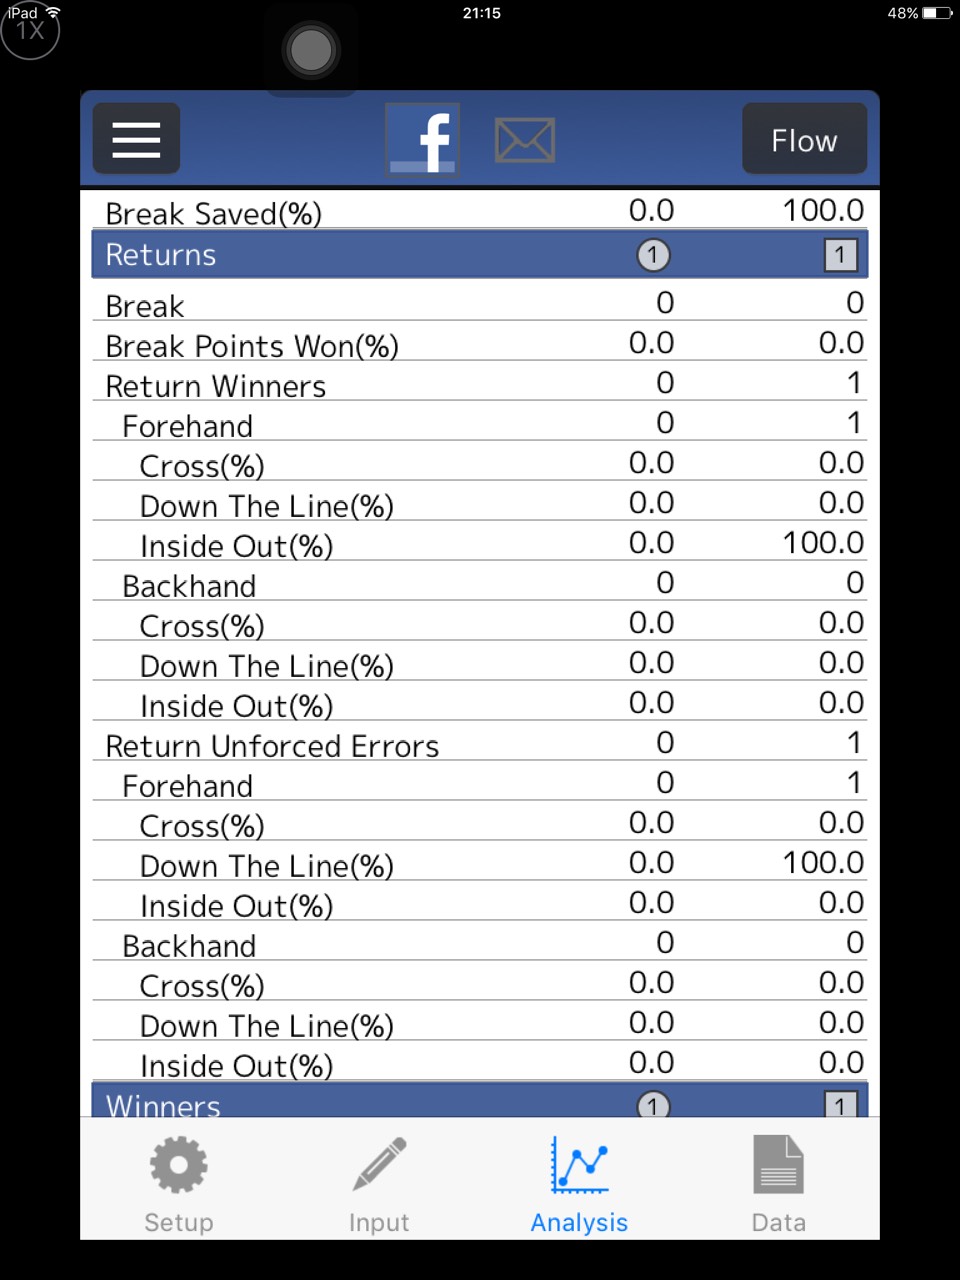 iPad 21:15 48%
1X
f Flow
Break Saved(%) 0.0 100.0
Returns 1 1
Break 0 0
Break Points Won(%) 0.0 0.0
Return Winners 0 1
Forehand 0 1
Cross(%) 0.0 0.0
Down The Line(%) 0.0 0.0
Inside Out(%) 0.0 100.0
Backhand 0 0
Cross(%) 0.0 0.0
Down The Line(%) 0.0 0.0
Inside Out(%) 0.0 0.0
Return Unforced Errors 0 1
Forehand 0 1
Cross(%) 0.0 0.0
Down The Line(%) 0.0 100.0
Inside Out(%) 0.0 0.0
Backhand 0 0
Cross(%) 0.0 0.0
Down The Line(%) 0.0 0.0
Inside Out(%) 0.0 0.0
Winners 1 1
Setup Input Analysis Data